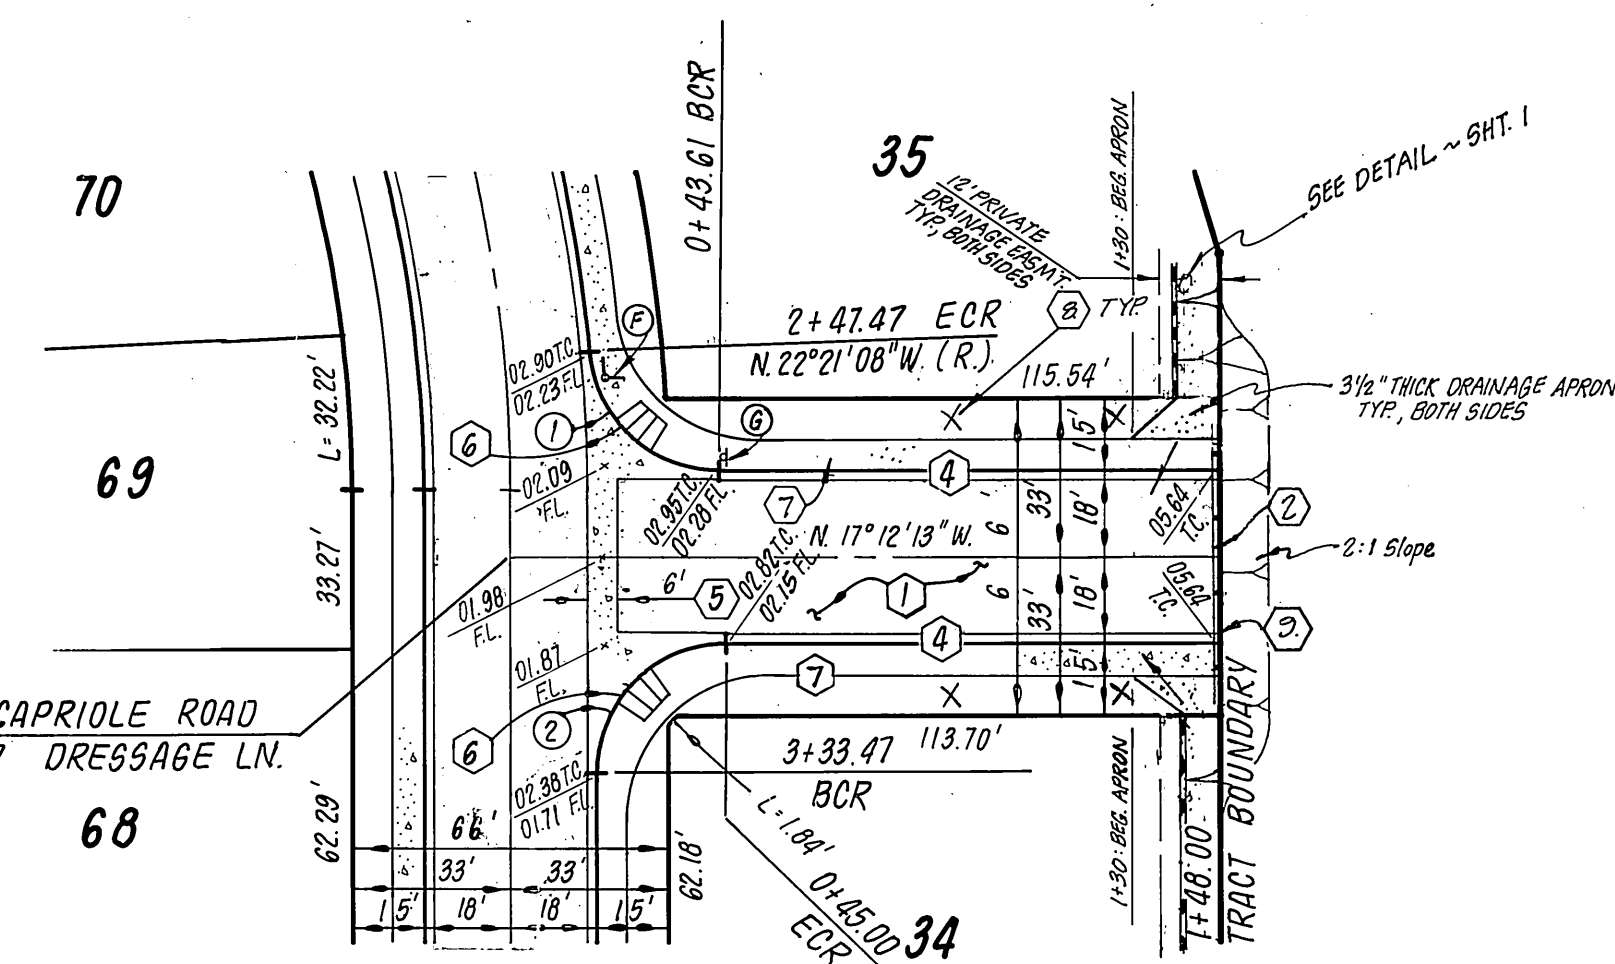 70
0+43.61 BCR
35
12' PRIVATE
DRAINAGE EASM'T.
TYP., BOTH SIDES
1+30: BEG. APRON
SEE DETAIL ~ SHT. 1
F
2+47.47 ECR
N. 22°21'08"W. (R.)
8
TYP.
115.54'
3½" THICK DRAINAGE APRON
TYP., BOTH SIDES
02.90 T.C.
02.23 F.L.
L= 32.22'
1
6
G
15'
69
02.09
F.L.
4
7
02.95 T.C.
02.28 F.L.
6'
33'
18'
05.64
T.C.
2
N. 17°12'13"W.
2:1 Slope
33.27'
6'
5
02.82 T.C.
02.15 F.L.
1
6
33'
18'
05.64
T.C.
01.98
F.L.
4
9.
01.87
F.L.
7
15'
CAPRIOLE ROAD
DRESSAGE LN.
6
2
3+33.47
BCR
113.70'
68
62.29'
02.38 T.C.
01.71 F.L.
66'
33'
33'
15'
18'
18'
15'
62.18'
L=1.84'
0+45.00
ECR
34
1+30: BEG. APRON
1+48.00
TRACT BOUNDARY